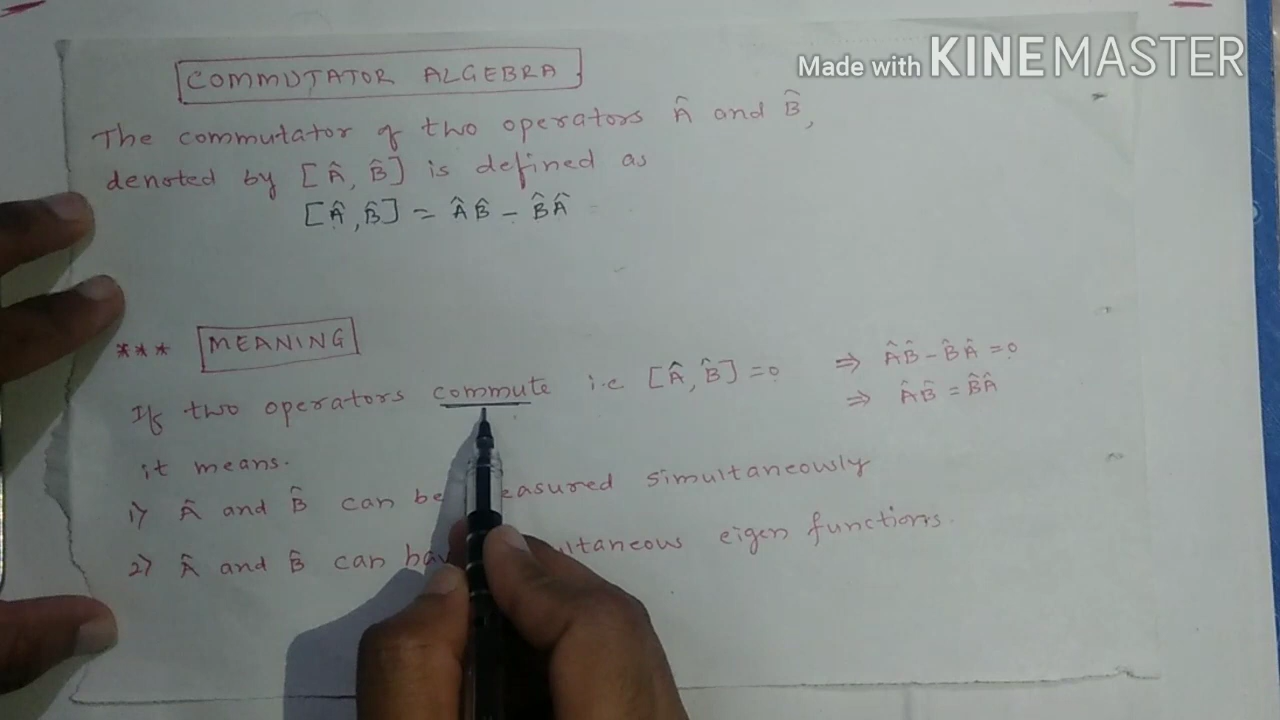 Made with KINEMASTER
COMMUTATOR ALGEBRA
The commutator of two operators Â and B̂,
denoted by [Â, B̂] is defined as
[Â, B̂] = ÂB̂ - B̂Â
*** MEANING
If two operators commute i.e [Â, B̂] = 0 ⇒ ÂB̂ - B̂Â = 0
⇒ ÂB̂ = B̂Â
it means.
1) Â and B̂ can be simultaneously
2) Â and B̂ can eigen functions.